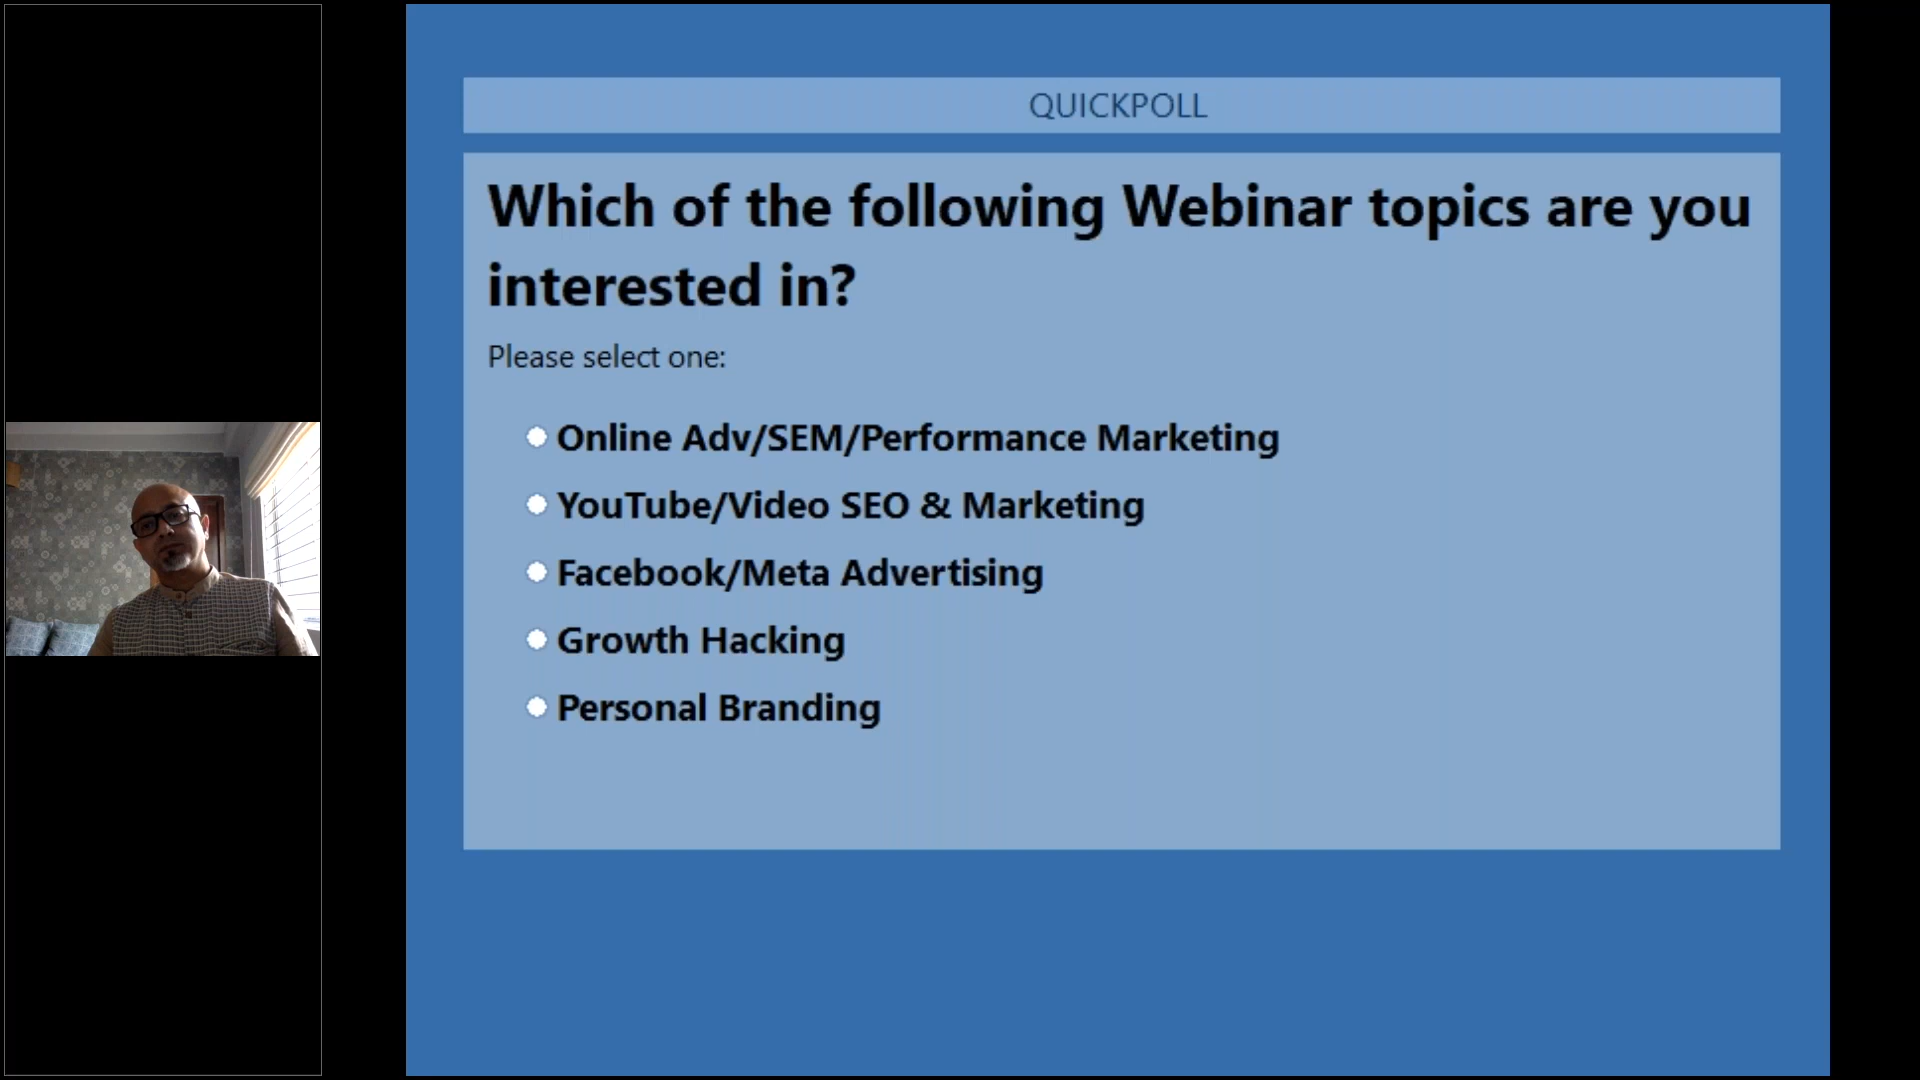 QUICKPOLL
Which of the following Webinar topics are you
interested in?
Please select one:
Online Adv/SEM/Performance Marketing
YouTube/Video SEO & Marketing
Facebook/Meta Advertising
Growth Hacking
Personal Branding